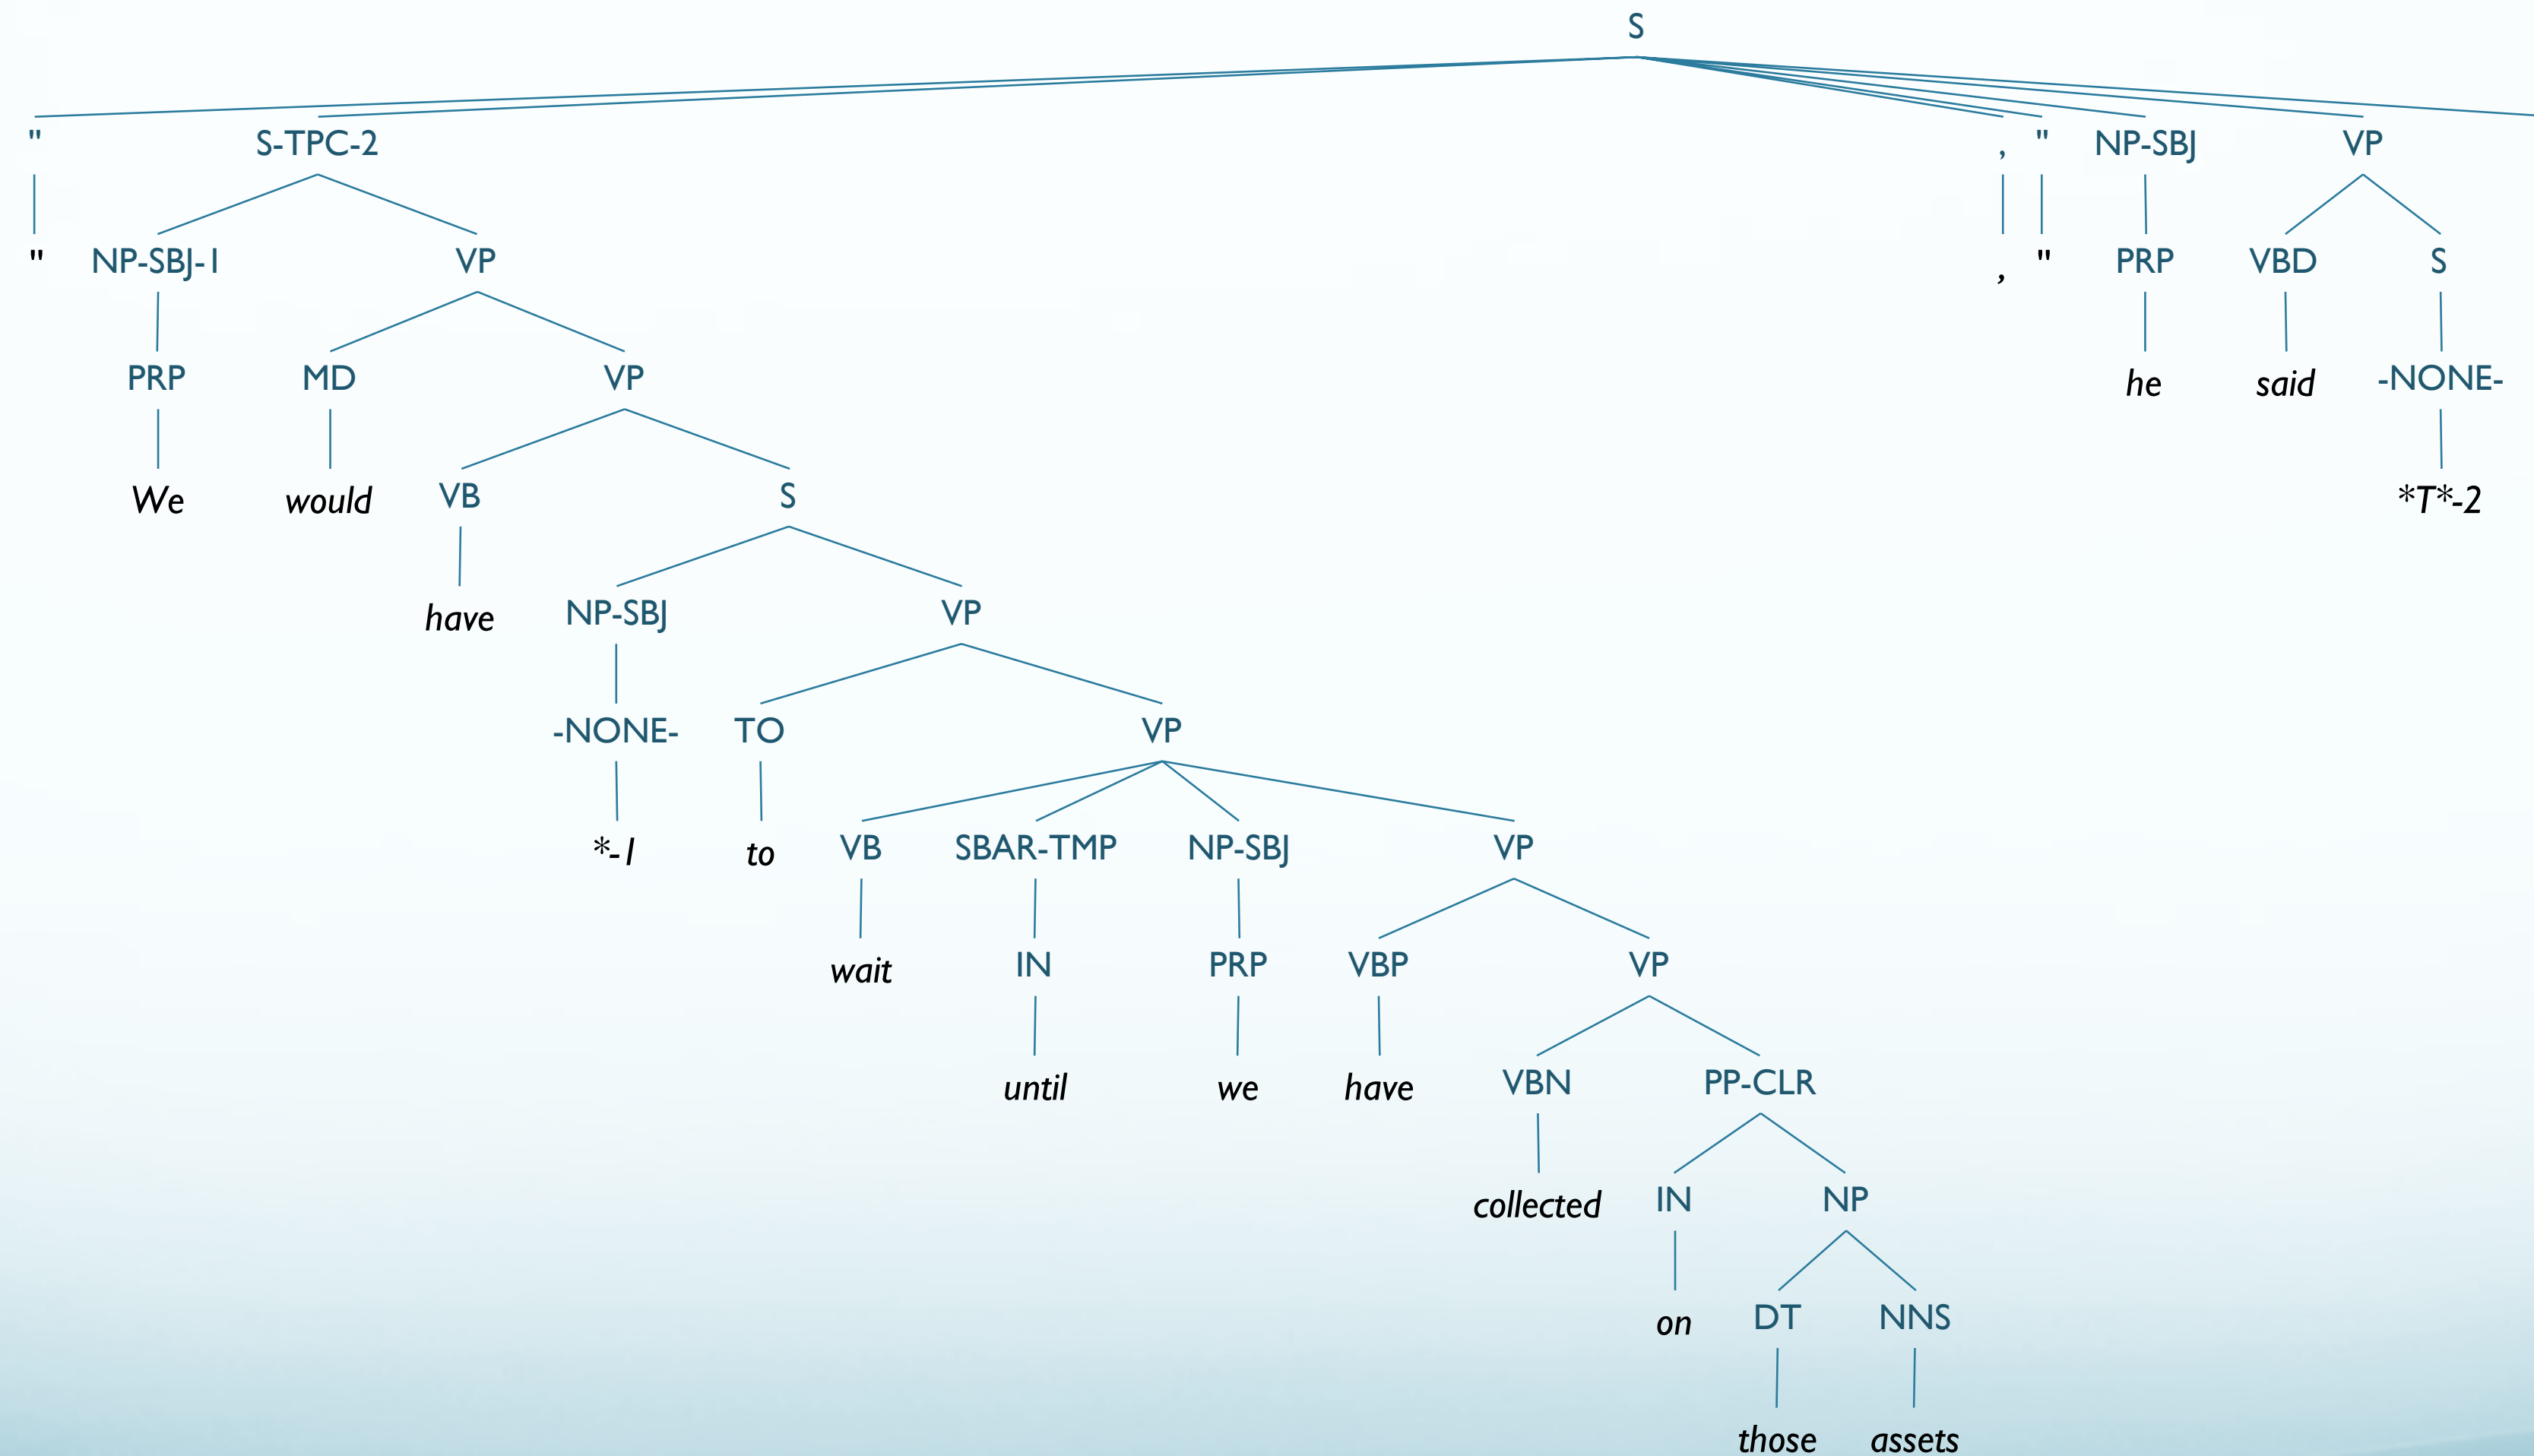 S
" S-TPC-2 , " NP-SBJ VP
" NP-SBJ-1 VP , " PRP VBD S
PRP MD VP he said -NONE-
We would VB S *T*-2
have NP-SBJ VP
-NONE- TO VP
*-1 to VB SBAR-TMP NP-SBJ VP
wait IN PRP VBP VP
until we have VBN PP-CLR
collected IN NP
on DT NNS
those assets